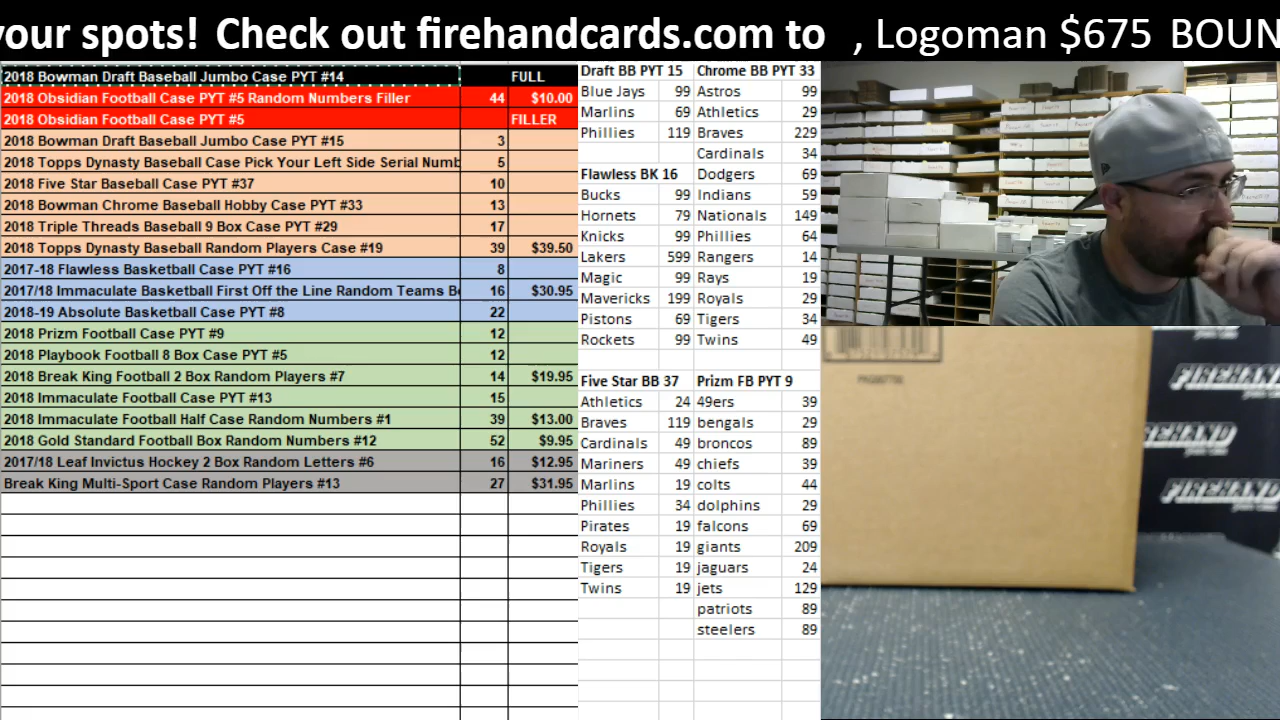 your spots! Check out firehandcards.com to , Logoman $675 BOUN
2018 Bowman Draft Baseball Jumbo Case PYT #14 FULL
2018 Obsidian Football Case PYT #5 Random Numbers Filler 44 $10.00
2018 Obsidian Football Case PYT #5 FILLER
2018 Bowman Draft Baseball Jumbo Case PYT #15 3
2018 Topps Dynasty Baseball Case Pick Your Left Side Serial Numb 5
2018 Five Star Baseball Case PYT #37 10
2018 Bowman Chrome Baseball Hobby Case PYT #33 13
2018 Triple Threads Baseball 9 Box Case PYT #29 17
2018 Topps Dynasty Baseball Random Players Case #19 39 $39.50
2017-18 Flawless Basketball Case PYT #16 8
2017/18 Immaculate Basketball First Off the Line Random Teams Bo 16 $30.95
2018-19 Absolute Basketball Case PYT #8 22
2018 Prizm Football Case PYT #9 12
2018 Playbook Football 8 Box Case PYT #5 12
2018 Break King Football 2 Box Random Players #7 14 $19.95
2018 Immaculate Football Case PYT #13 15
2018 Immaculate Football Half Case Random Numbers #1 39 $13.00
2018 Gold Standard Football Box Random Numbers #12 52 $9.95
2017/18 Leaf Invictus Hockey 2 Box Random Letters #6 16 $12.95
Break King Multi-Sport Case Random Players #13 27 $31.95
Draft BB PYT 15
Blue Jays 99
Marlins 69
Phillies 119
Flawless BK 16
Bucks 99
Hornets 79
Knicks 99
Lakers 599
Magic 99
Mavericks 199
Pistons 69
Rockets 99
Five Star BB 37
Athletics 24
Braves 119
Cardinals 49
Mariners 49
Marlins 19
Phillies 34
Pirates 19
Royals 19
Tigers 19
Twins 19
Chrome BB PYT 33
Astros 99
Athletics 29
Braves 229
Cardinals 34
Dodgers 69
Indians 59
Nationals 149
Phillies 64
Rangers 14
Rays 19
Royals 29
Tigers 34
Twins 49
Prizm FB PYT 9
49ers 39
bengals 29
broncos 89
chiefs 39
colts 44
dolphins 29
falcons 69
giants 209
jaguars 24
jets 129
patriots 89
steelers 89
FIREHAND
FIREHAND
FIREHAND